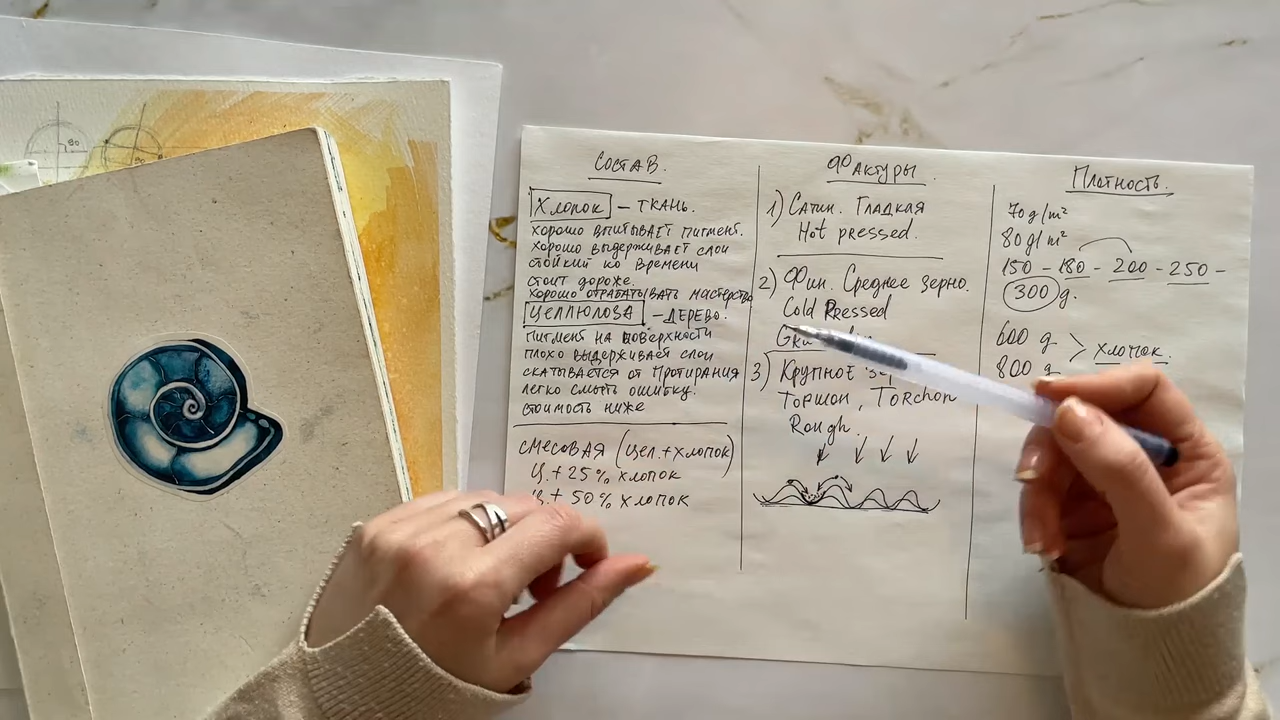 Состав.
Хлопок – ткань.
хорошо впитывает пигмент.
хорошо выдерживает слои
стойкий ко времени
стоит дороже.
хорошо отрабатывать мастерство
Целлюлоза – дерево.
пигмент на поверхности
плохо выдерживает слои
скатывается от протирания
легко смыть ошибку.
стоимость ниже
смесовая (цел.+хлопок)
ц. + 25% хлопок
ц. + 50% хлопок
Фактуры.
1) Сатин. Гладкая
Hot pressed.
2) Фин. Среднее зерно.
Cold Pressed
3) Крупное
Торшон, Torchon
Rough.
Плотность.
70 g/m²
80 g/m²
150 – 180 – 200 – 250 –
300 g.
600 g
800 g
хлопок.
80